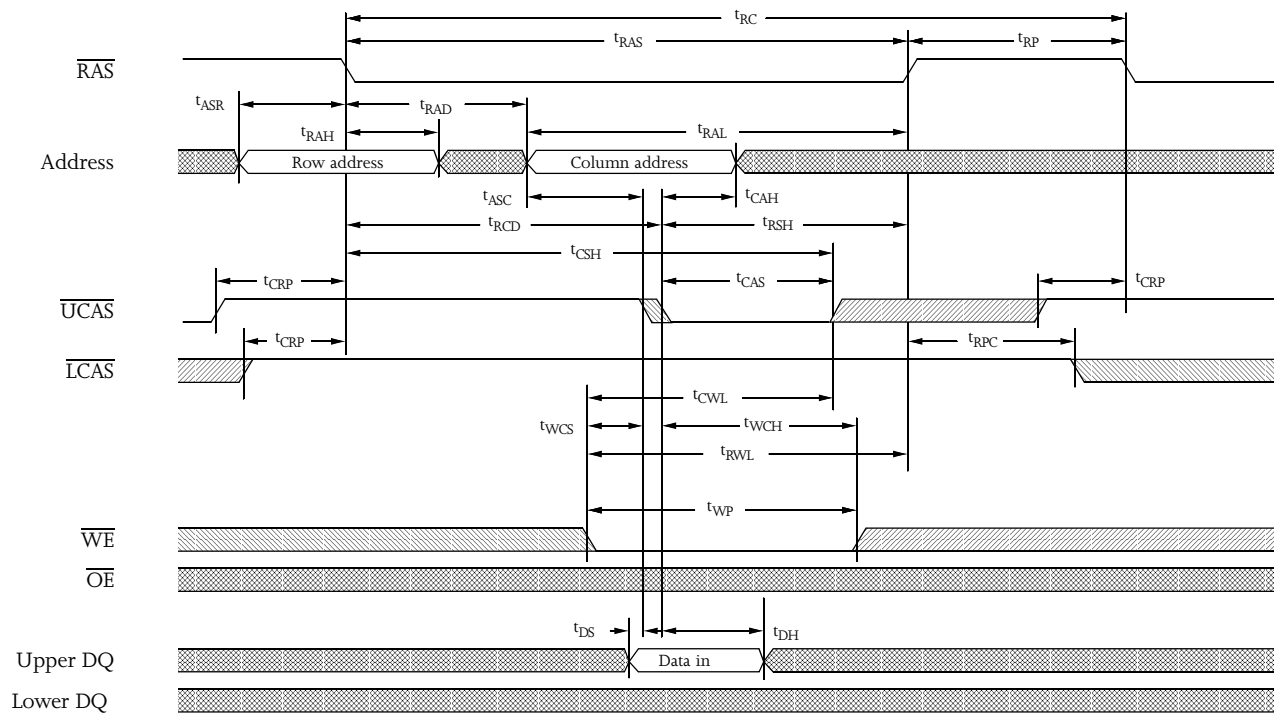 tRC
tRAS
tRP
RAS
tASR
tRAD
tRAH
tRAL
Address
Row address
Column address
tASC
tCAH
tRCD
tRSH
tCSH
tCRP
tCAS
tCRP
UCAS
tCRP
tRPC
LCAS
tCWL
tWCS
tWCH
tRWL
tWP
WE
OE
tDS
tDH
Upper DQ
Data in
Lower DQ